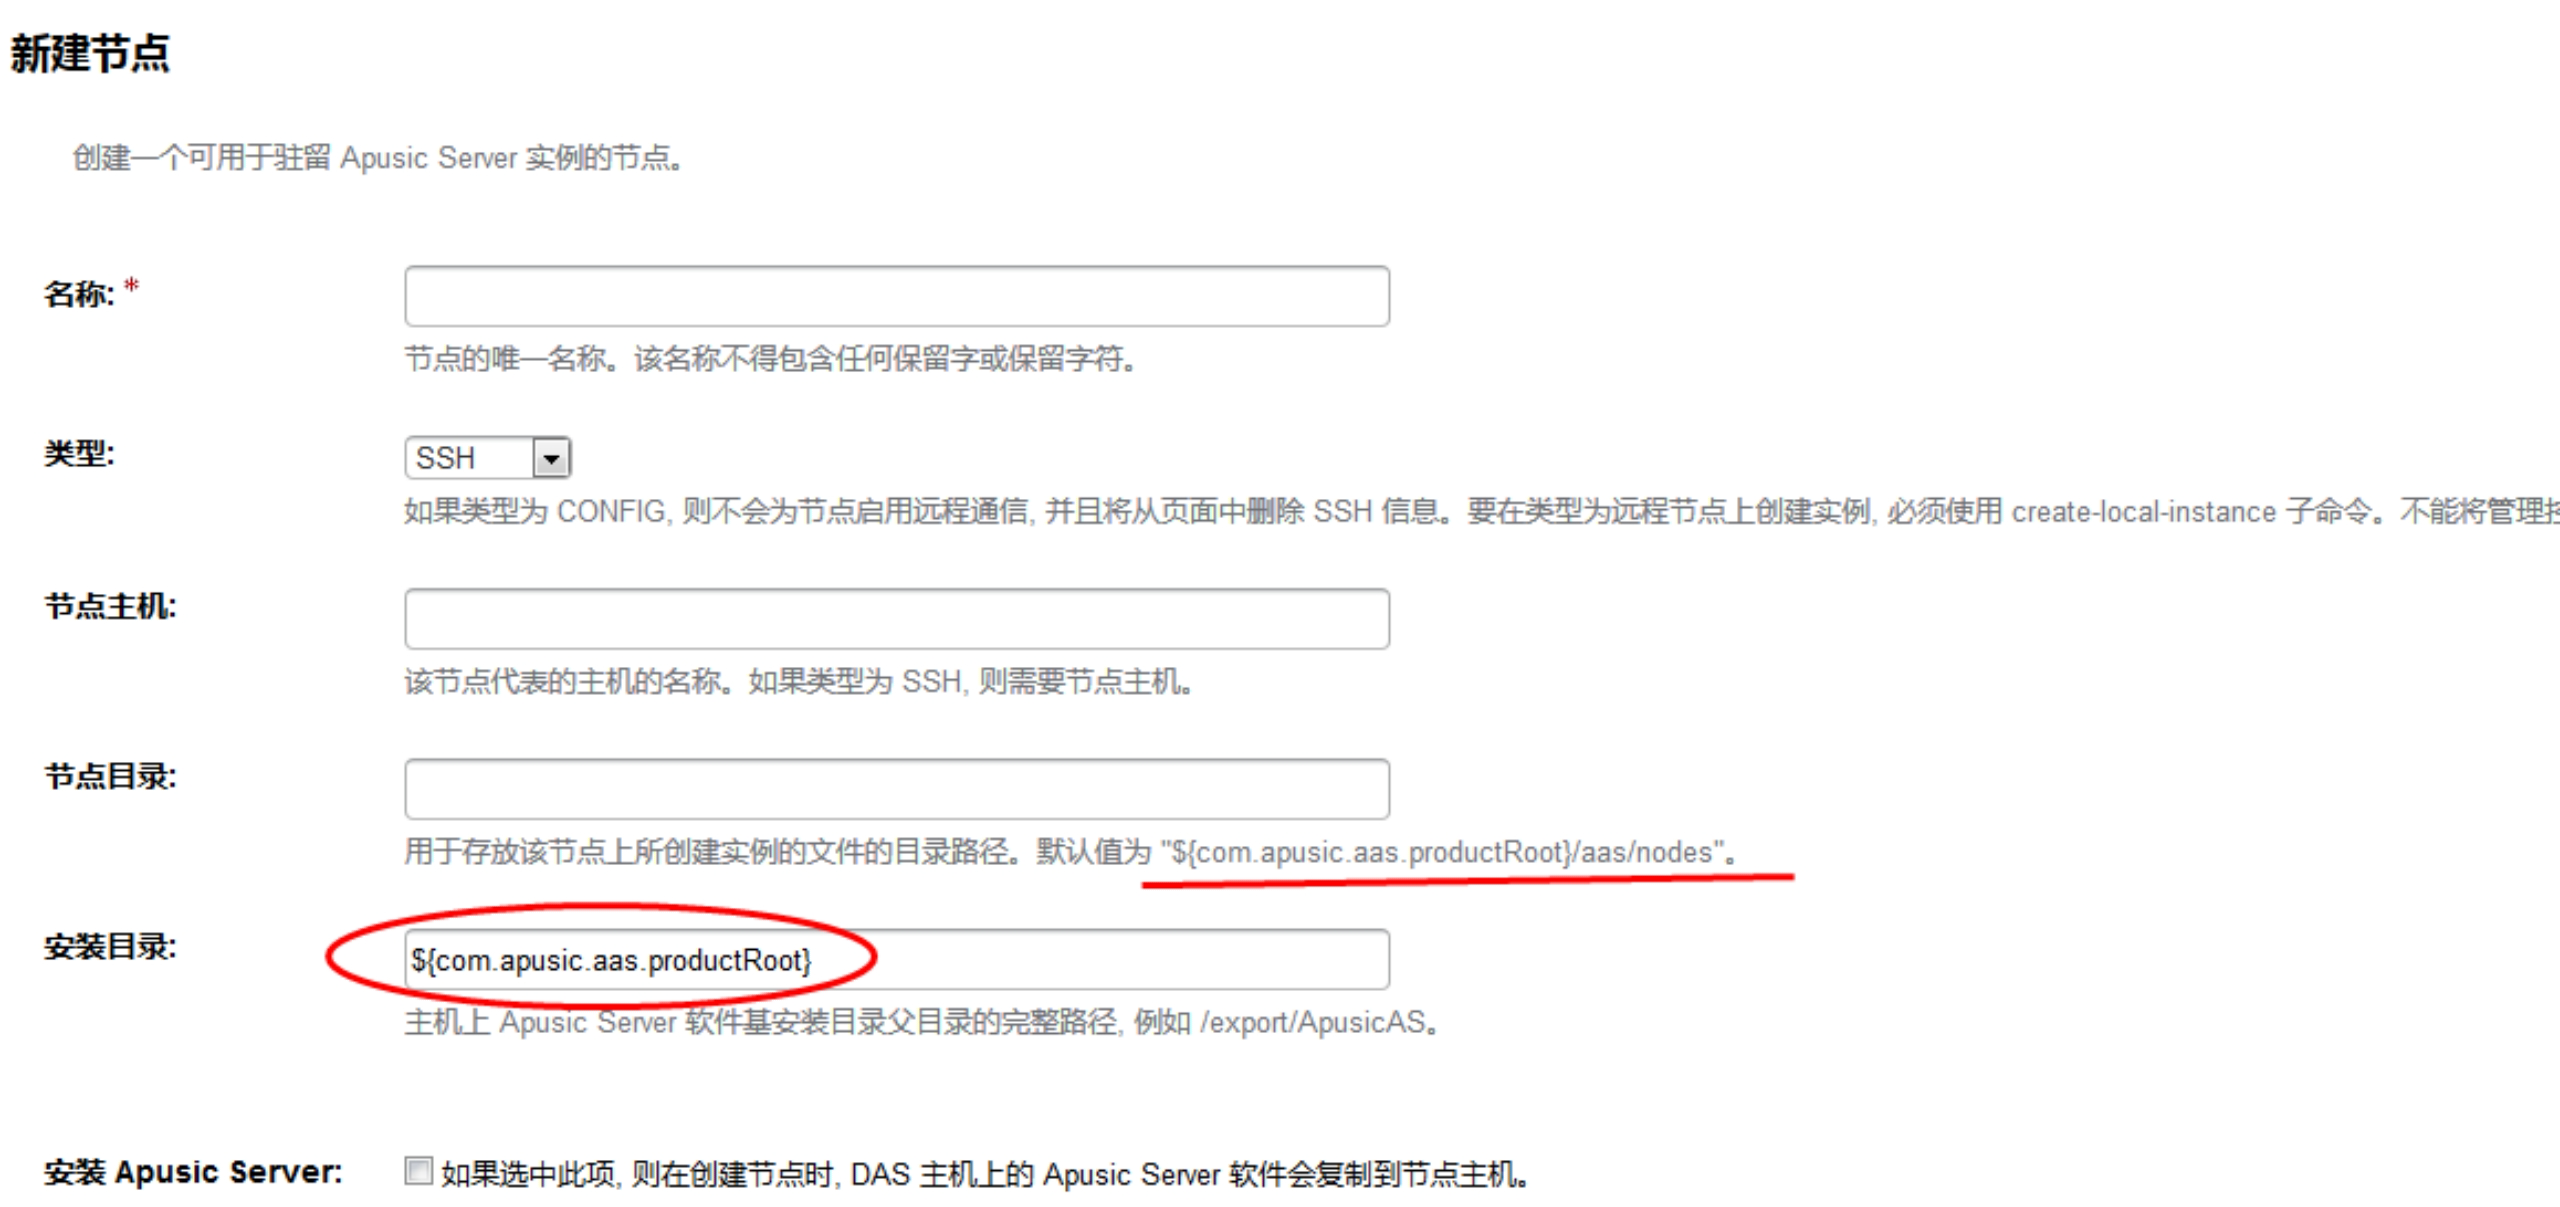 新建节点
创建一个可用于驻留 Apusic Server 实例的节点。
名称: *
节点的唯一名称。该名称不得包含任何保留字或保留字符。
类型:
SSH
如果类型为 CONFIG, 则不会为节点启用远程通信, 并且将从页面中删除 SSH 信息。要在类型为远程节点上创建实例, 必须使用 create-local-instance 子命令。不能将管理
节点主机:
该节点代表的主机的名称。如果类型为 SSH, 则需要节点主机。
节点目录:
用于存放该节点上所创建实例的文件的目录路径。默认值为 "${com.apusic.aas.productRoot}/aas/nodes"。
安装目录:
${com.apusic.aas.productRoot}
主机上 Apusic Server 软件基安装目录父目录的完整路径, 例如 /export/ApusicAS。
安装 Apusic Server:
如果选中此项, 则在创建节点时, DAS 主机上的 Apusic Server 软件会复制到节点主机。